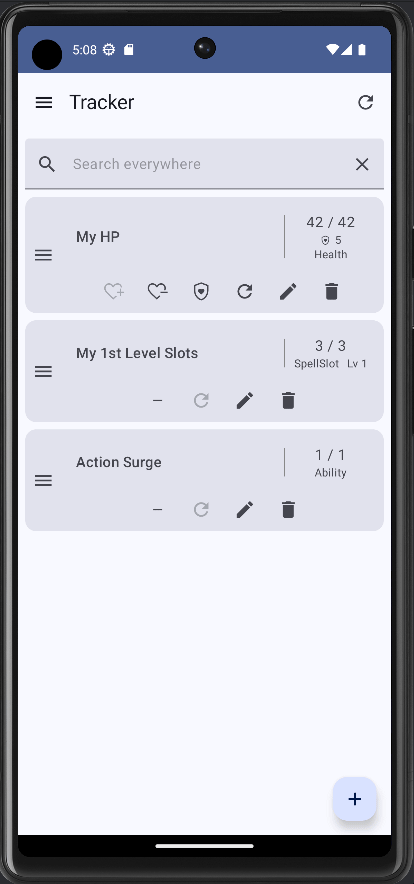 5:08
Tracker
Search everywhere
My HP
42 / 42
5
Health
My 1st Level Slots
3 / 3
SpellSlot Lv 1
Action Surge
1 / 1
Ability